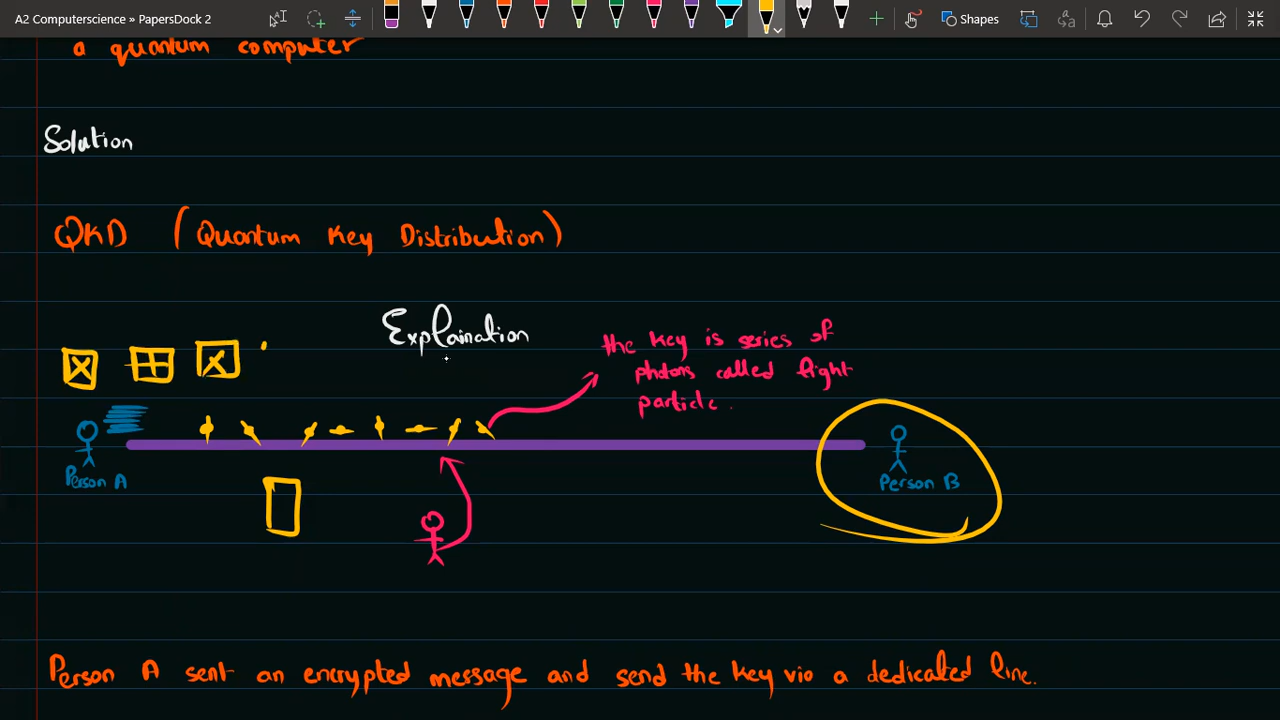 A2 Computerscience » PapersDock 2
Shapes
a quantum computer
Solution
QKD (Quantum Key Distribution)
Explaination
the key is series of
photons called light
particle.
Person A
Person B
Person A sent an encrypted message and send the key via a dedicated line.